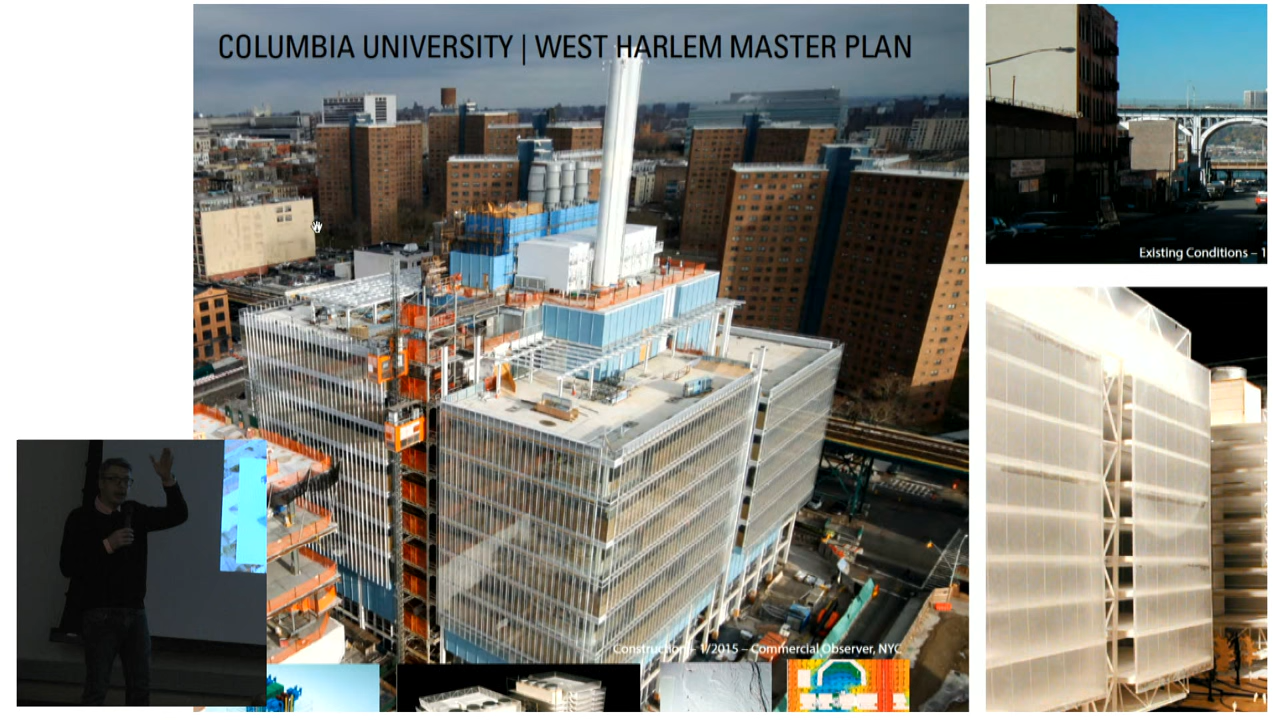 COLUMBIA UNIVERSITY | WEST HARLEM MASTER PLAN
Existing Conditions – 1
Construction – 1/2015 – Commercial Observer, NYC